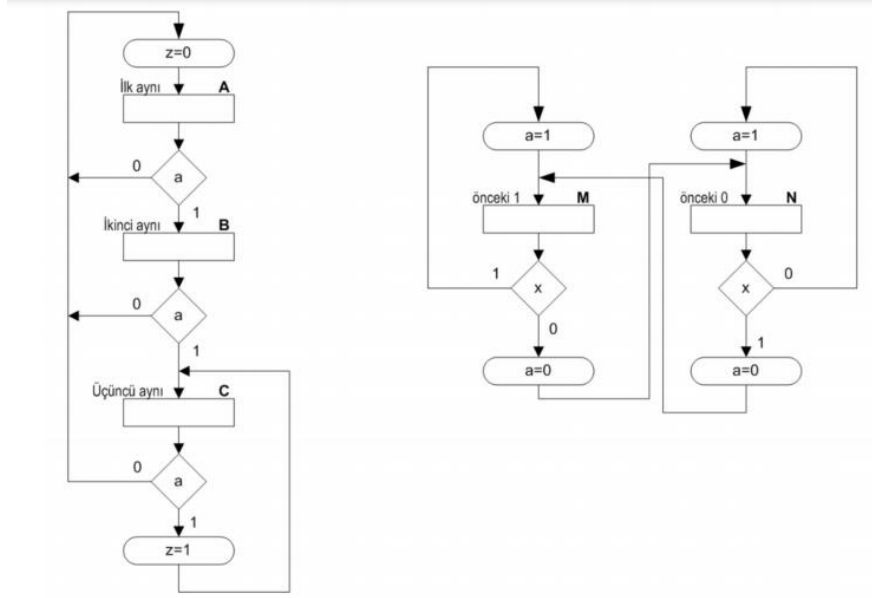 z=0
İlk aynı A
0
a
1
İkinci aynı B
0
a
1
Üçüncü aynı C
0
a
1
z=1
a=1
önceki 1 M
1
x
0
a=0
a=1
önceki 0 N
0
x
1
a=0